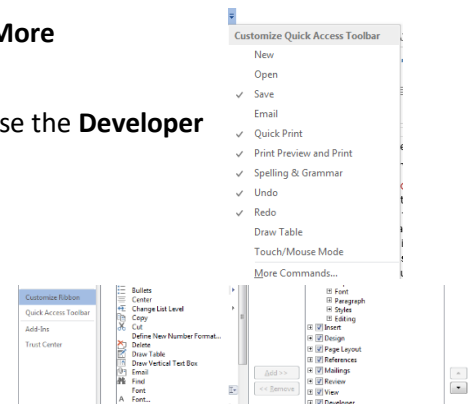 More
se the Developer
Customize Quick Access Toolbar
New
Open
✓ Save
Email
✓ Quick Print
✓ Print Preview and Print
✓ Spelling & Grammar
✓ Undo
✓ Redo
Draw Table
Touch/Mouse Mode
More Commands...
Customize Ribbon
Quick Access Toolbar
Add-Ins
Trust Center
Bullets
Center
Change List Level
Copy
Cut
Define New Number Format...
Delete
Draw Table
Draw Vertical Text Box
Email
Find
Font
Font...
Add >>
<< Remove
Font
Paragraph
Styles
Editing
Insert
Design
Page Layout
References
Mailings
Review
View
Developer